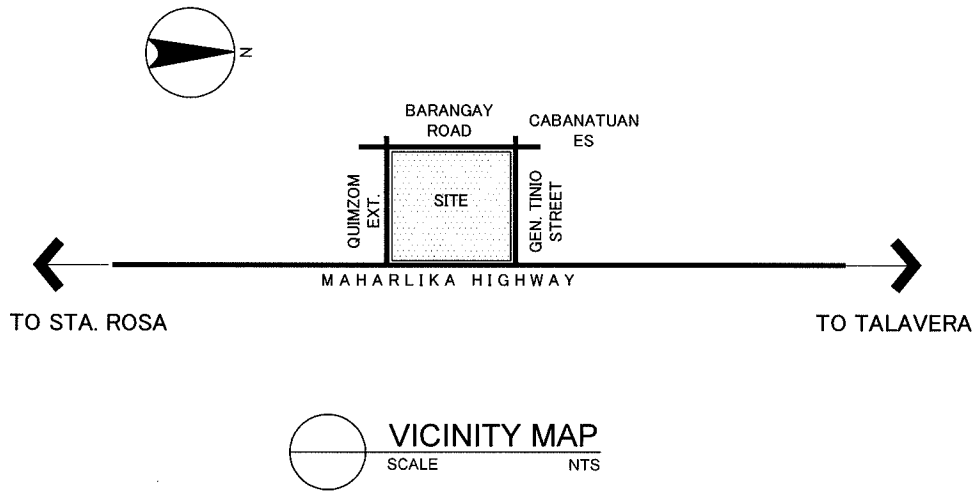 N
BARANGAY
ROAD
CABANATUAN
ES
QUIMZOM
EXT.
SITE
GEN. TINIO
STREET
MAHARLIKA HIGHWAY
TO STA. ROSA
TO TALAVERA
VICINITY MAP
SCALE NTS